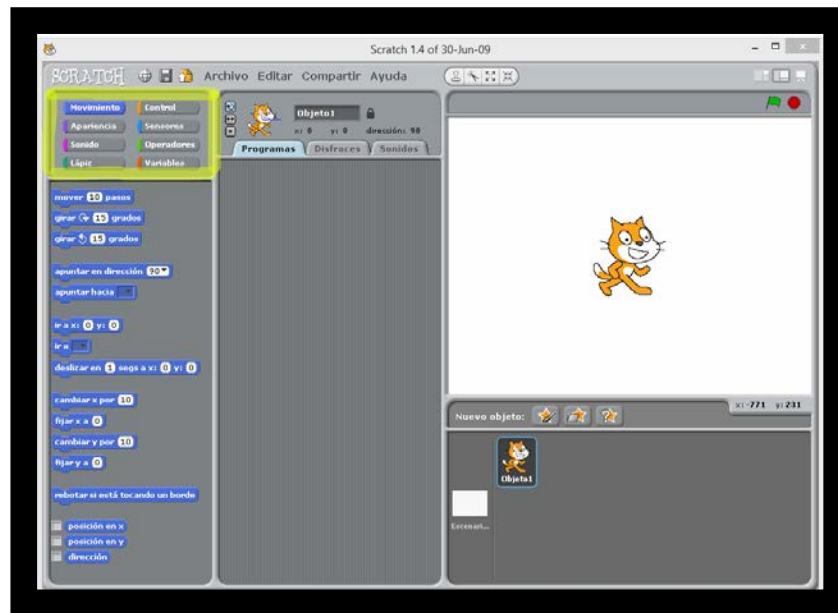 Scratch 1.4 of 30-Jun-09
SCRATCH Archivo Editar Compartir Ayuda
Movimiento Control
Apariencia Sensores
Sonido Operadores
Lápiz Variables
Objeto1
x: 0 y: 0 dirección: 90
Programas Disfraces Sonidos
mover 10 pasos
girar 15 grados
girar 15 grados
apuntar en dirección 90
apuntar hacia
ir a x: 0 y: 0
ir a
deslizar en 1 segs a x: 0 y: 0
cambiar x por 10
fijar x a 0
cambiar y por 10
fijar y a 0
rebotar si está tocando un borde
posición en x
posición en y
dirección
x: -771 y: 231
Nuevo objeto:
Objeto1
Escenari...